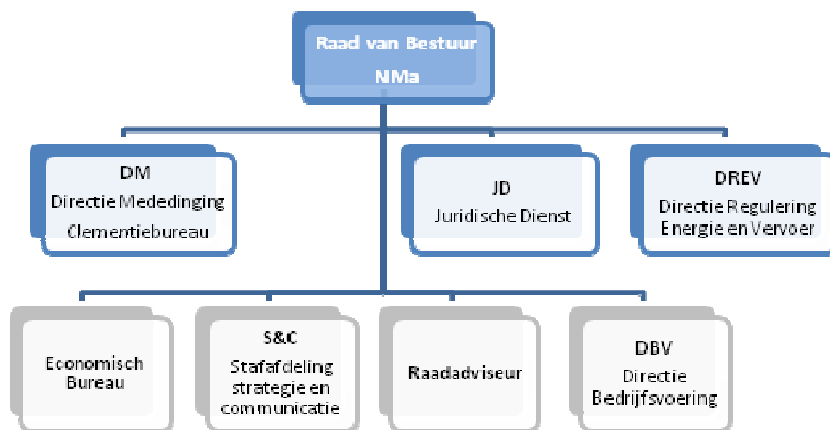 Raad van Bestuur
NMa
DM
Directie Mededinging
Clementiebureau
JD
Juridische Dienst
DREV
Directie Regulering
Energie en Vervoer
Economisch
Bureau
S&C
Stafafdeling
strategie en
communicatie
Raadadviseur
DBV
Directie
Bedrijfsvoering